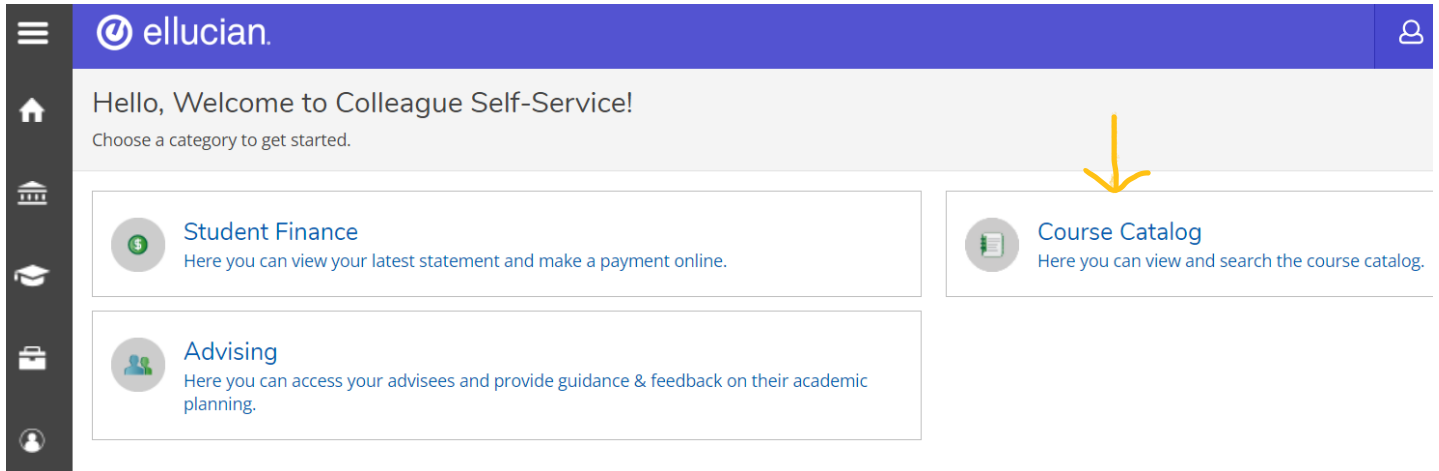 ellucian.
Hello, Welcome to Colleague Self-Service!
Choose a category to get started.
Student Finance
Here you can view your latest statement and make a payment online.
Course Catalog
Here you can view and search the course catalog.
Advising
Here you can access your advisees and provide guidance & feedback on their academic
planning.